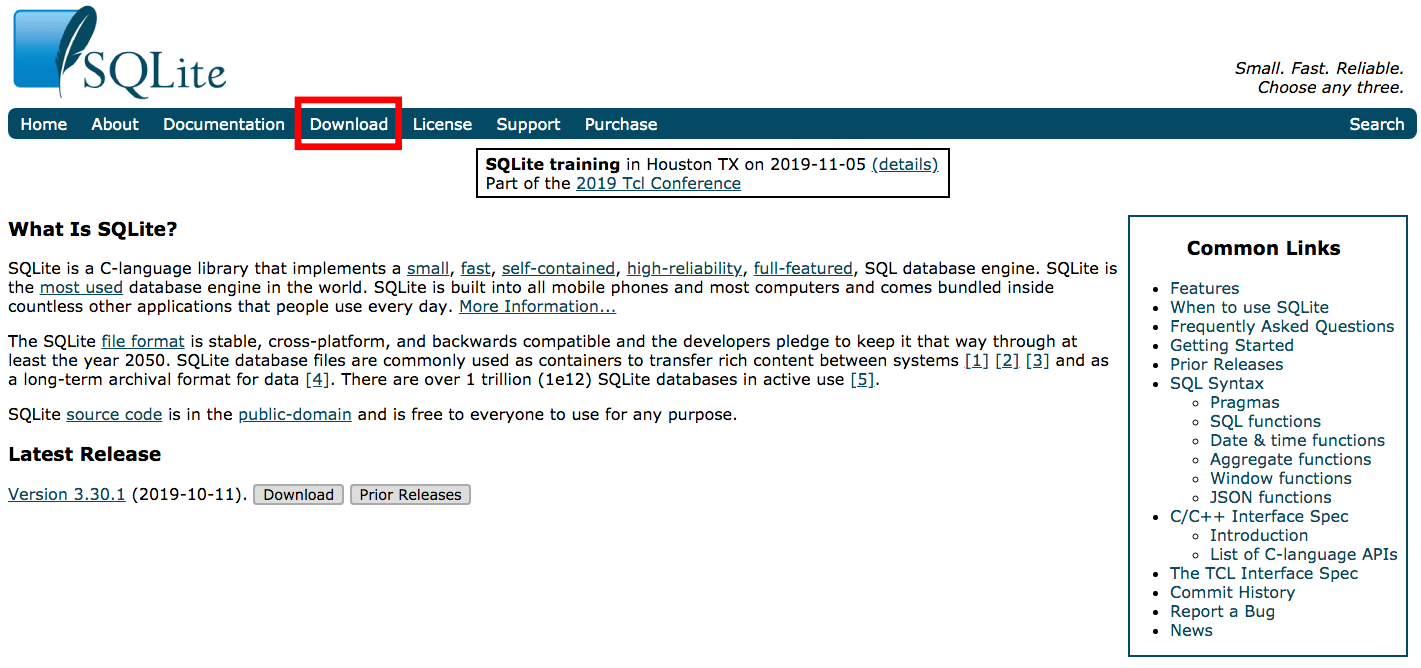 SQLite
Small. Fast. Reliable.
Choose any three.
Home About Documentation Download License Support Purchase Search
SQLite training in Houston TX on 2019-11-05 (details)
Part of the 2019 Tcl Conference
What Is SQLite?
SQLite is a C-language library that implements a small, fast, self-contained, high-reliability, full-featured, SQL database engine. SQLite is
the most used database engine in the world. SQLite is built into all mobile phones and most computers and comes bundled inside
countless other applications that people use every day. More Information...
The SQLite file format is stable, cross-platform, and backwards compatible and the developers pledge to keep it that way through at
least the year 2050. SQLite database files are commonly used as containers to transfer rich content between systems [1] [2] [3] and as
a long-term archival format for data [4]. There are over 1 trillion (1e12) SQLite databases in active use [5].
SQLite source code is in the public-domain and is free to everyone to use for any purpose.
Latest Release
Version 3.30.1 (2019-10-11). Download Prior Releases
Common Links
Features
When to use SQLite
Frequently Asked Questions
Getting Started
Prior Releases
SQL Syntax
Pragmas
SQL functions
Date & time functions
Aggregate functions
Window functions
JSON functions
C/C++ Interface Spec
Introduction
List of C-language APIs
The TCL Interface Spec
Commit History
Report a Bug
News